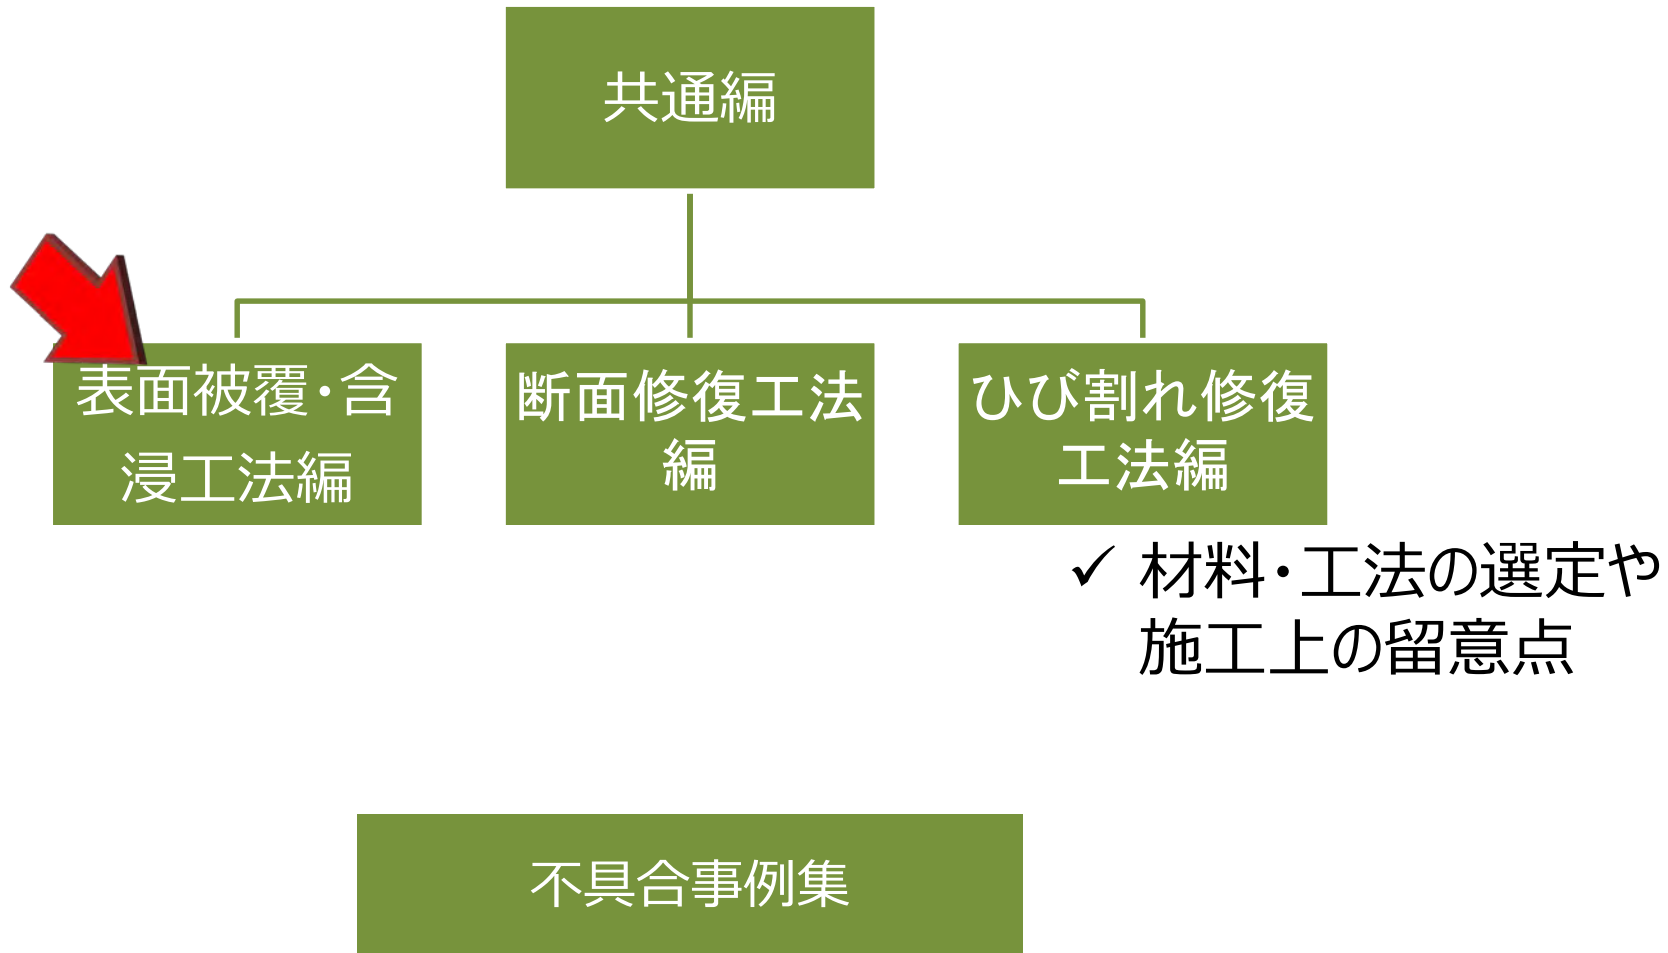 共通編
表面被覆・含
浸工法編
断面修復工法
編
ひび割れ修復
工法編
✓ 材料・工法の選定や
施工上の留意点
不具合事例集